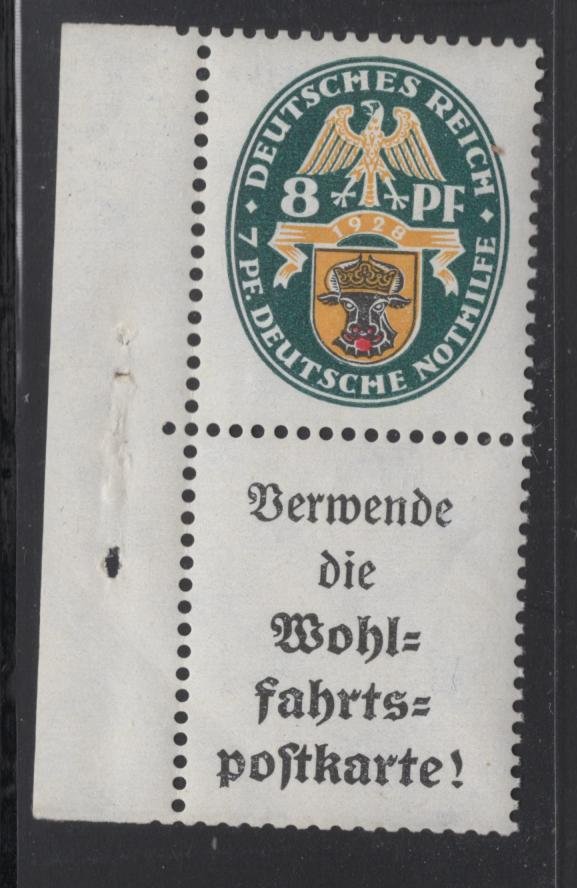 DEUTSCHES REICH
8 PF
1928
7 PF. DEUTSCHE NOTHILFE
Verwende
die
Wohl=
fahrts=
poſtkarte!